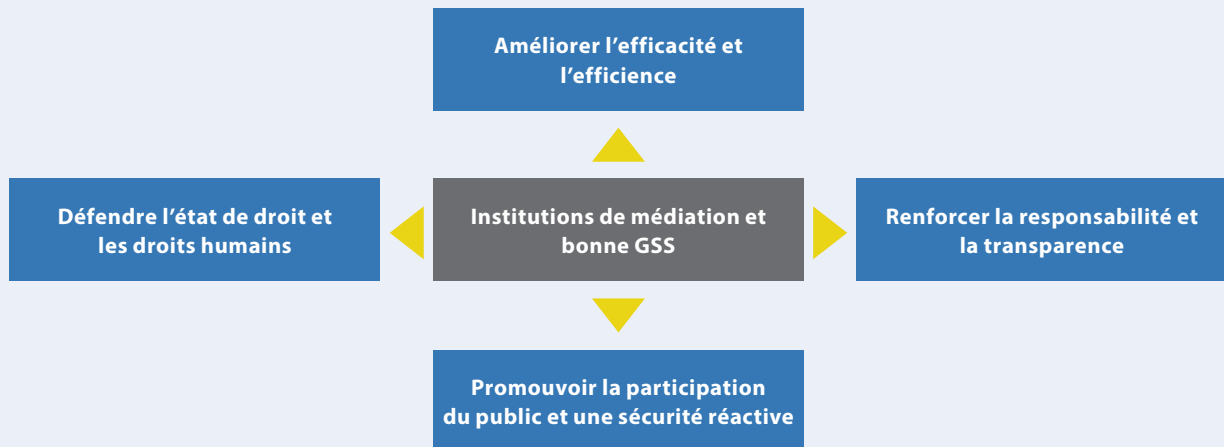 Améliorer l’efficacité et
l’efficience
Défendre l’état de droit et
les droits humains
Institutions de médiation et
bonne GSS
Renforcer la responsabilité et
la transparence
Promouvoir la participation
du public et une sécurité réactive